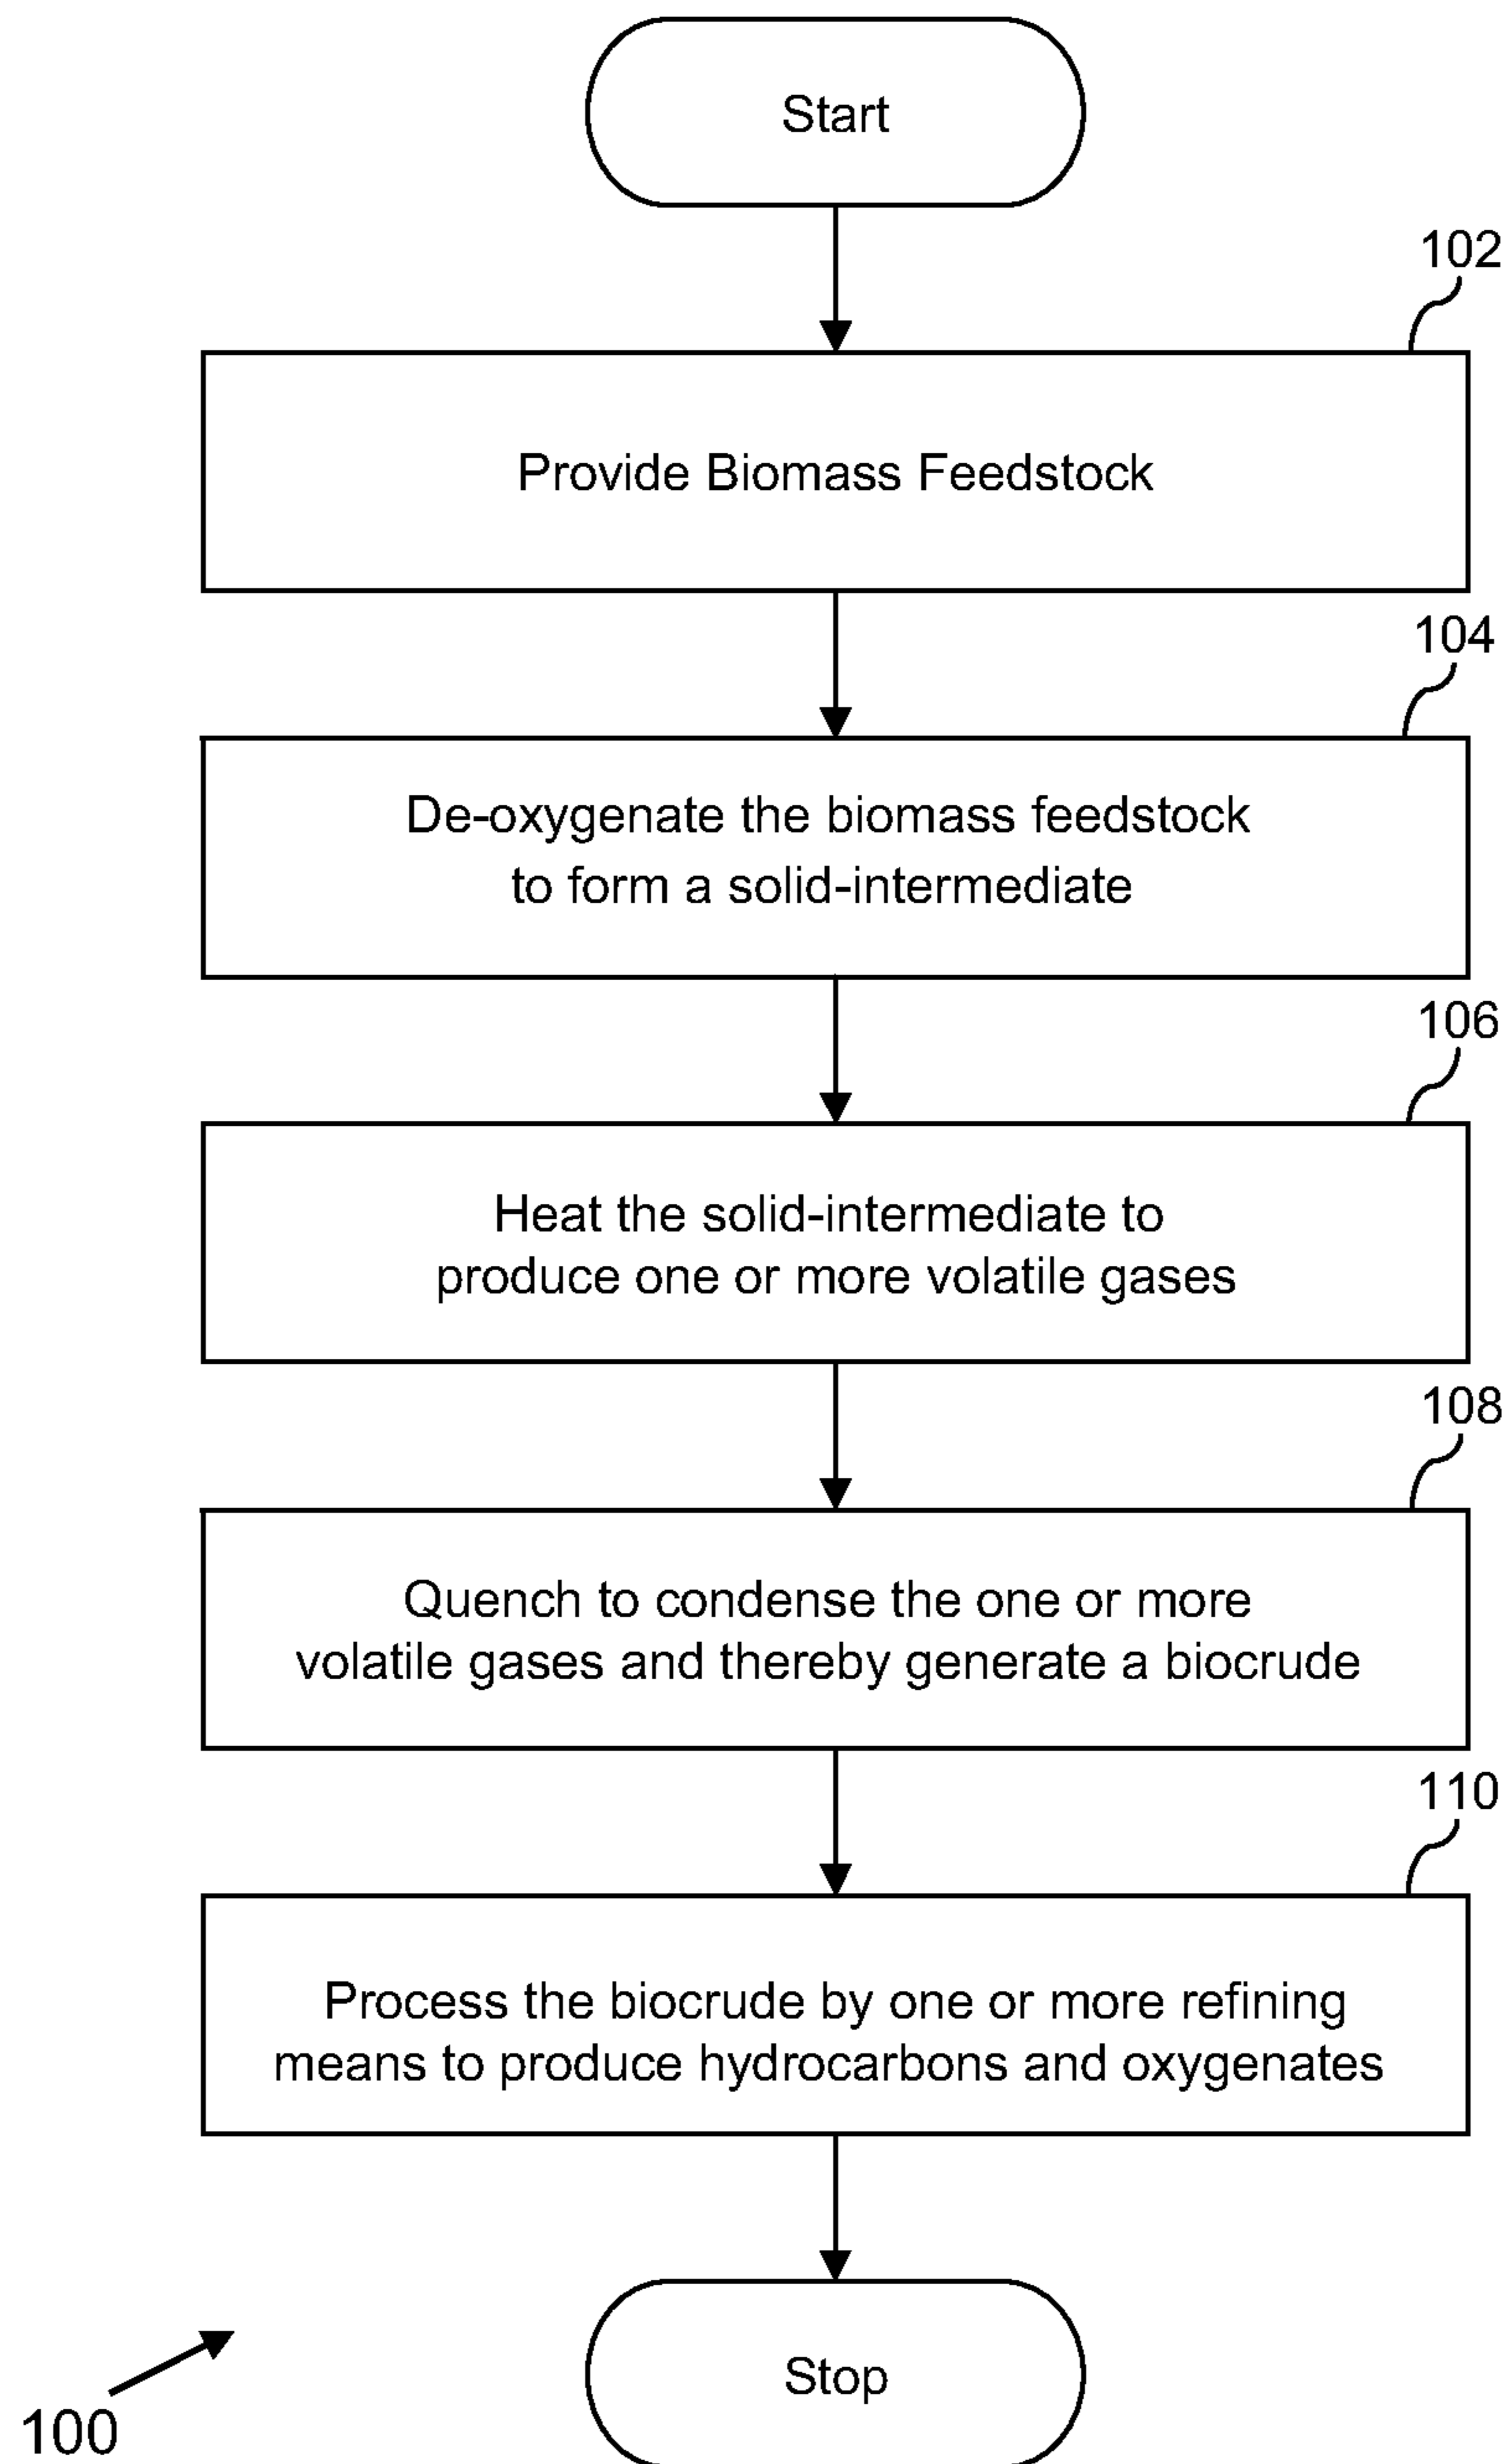 Start
102
Provide Biomass Feedstock
104
De-oxygenate the biomass feedstock
to form a solid-intermediate
106
Heat the solid-intermediate to
produce one or more volatile gases
108
Quench to condense the one or more
volatile gases and thereby generate a biocrude
110
Process the biocrude by one or more refining
means to produce hydrocarbons and oxygenates
Stop
100